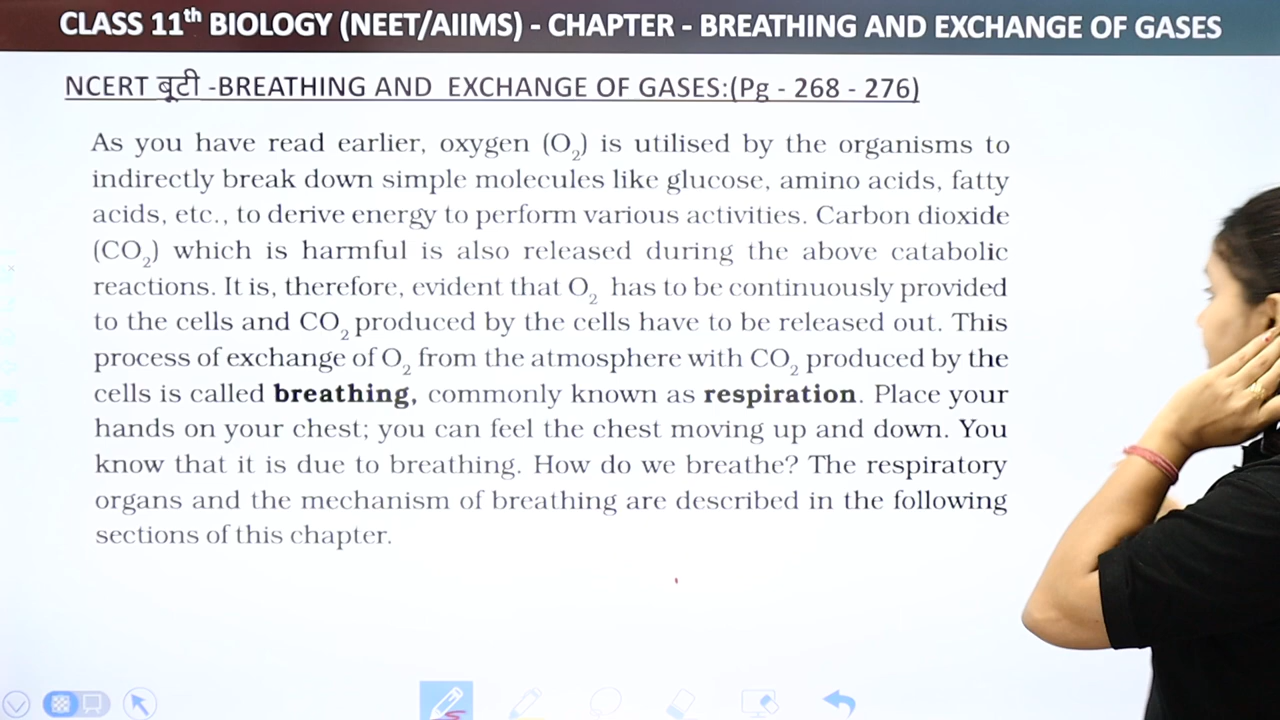 CLASS 11th BIOLOGY (NEET/AIIMS) - CHAPTER - BREATHING AND EXCHANGE OF GASES
NCERT बूटी -BREATHING AND EXCHANGE OF GASES:(Pg - 268 - 276)
As you have read earlier, oxygen (O2) is utilised by the organisms to
indirectly break down simple molecules like glucose, amino acids, fatty
acids, etc., to derive energy to perform various activities. Carbon dioxide
(CO2) which is harmful is also released during the above catabolic
reactions. It is, therefore, evident that O2 has to be continuously provided
to the cells and CO2 produced by the cells have to be released out. This
process of exchange of O2 from the atmosphere with CO2 produced by the
cells is called breathing, commonly known as respiration. Place your
hands on your chest; you can feel the chest moving up and down. You
know that it is due to breathing. How do we breathe? The respiratory
organs and the mechanism of breathing are described in the following
sections of this chapter.